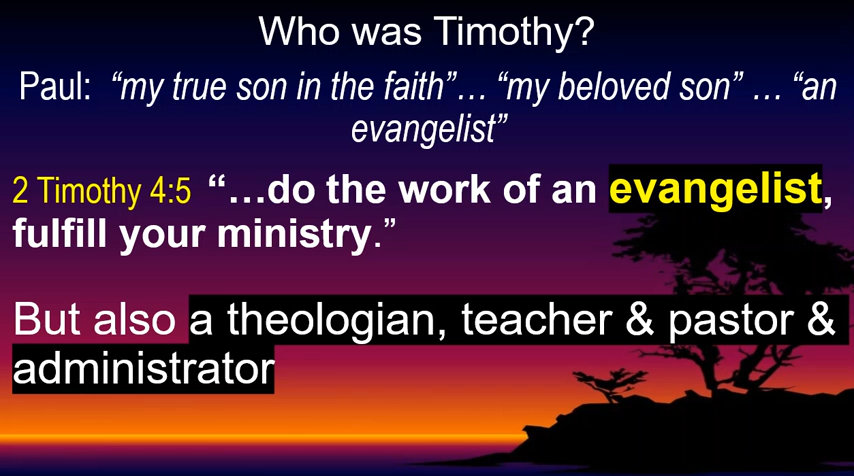 Who was Timothy?
Paul: “my true son in the faith”… “my beloved son” … “an
evangelist”
2 Timothy 4:5 “…do the work of an evangelist,
fulfill your ministry.”
But also a theologian, teacher & pastor &
administrator